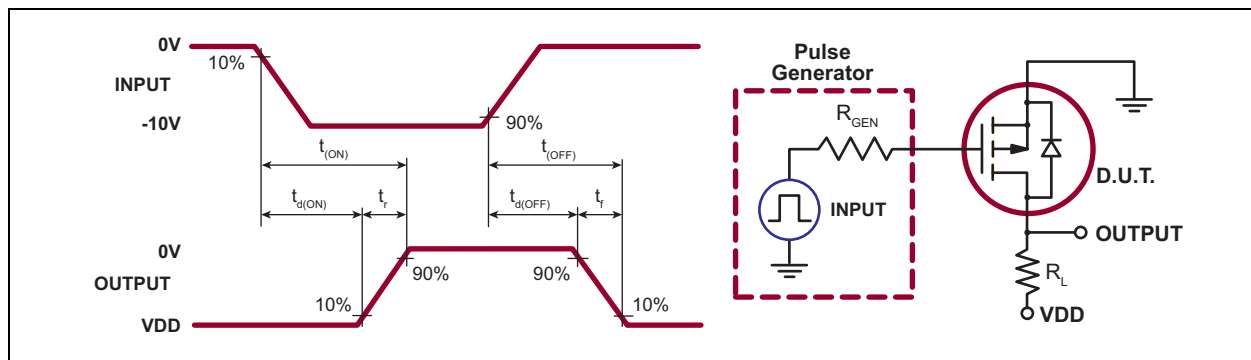 0V
10%
INPUT
-10V
90%
t(ON)
t(OFF)
td(ON)
tr
td(OFF)
tf
0V
OUTPUT
90%
90%
10%
10%
VDD
Pulse
Generator
RGEN
INPUT
D.U.T.
OUTPUT
RL
VDD